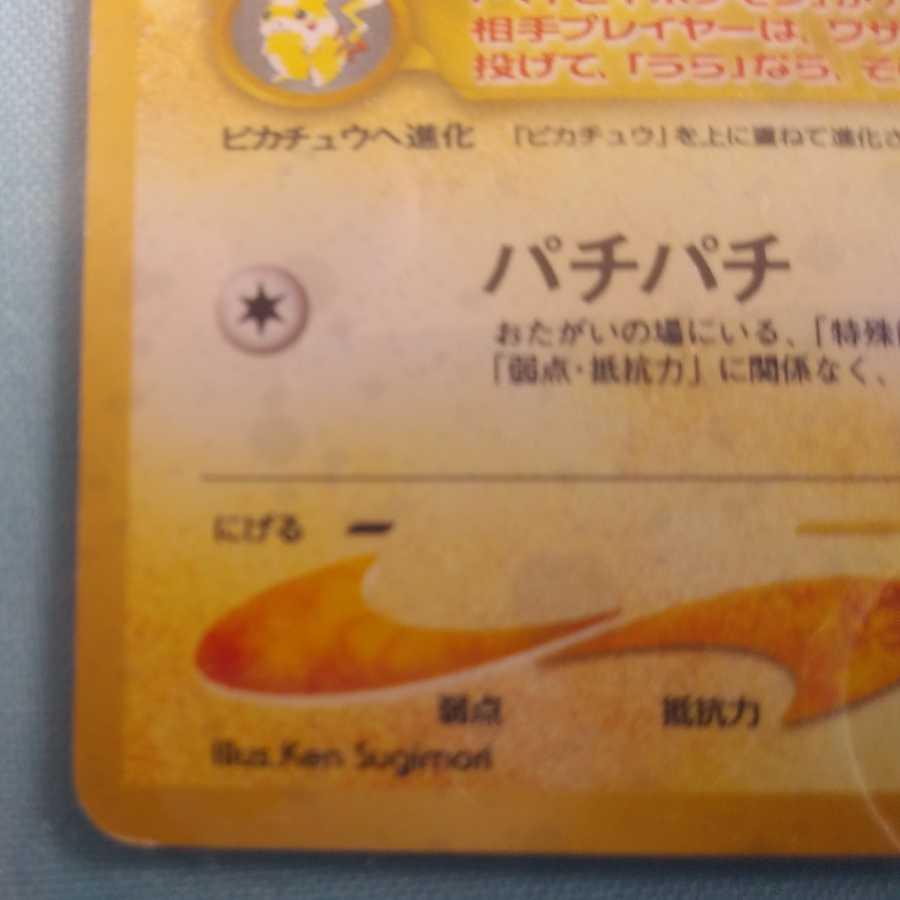 相手プレイヤーは、ワザ
投げて、「うら」なら、そ
ピカチュウへ進化 「ピカチュウ」を上に重ねて進化さ
パチパチ
おたがいの場にいる、「特殊
「弱点・抵抗力」に関係なく、
にげる
弱点 抵抗力
Illus. Ken Sugimori